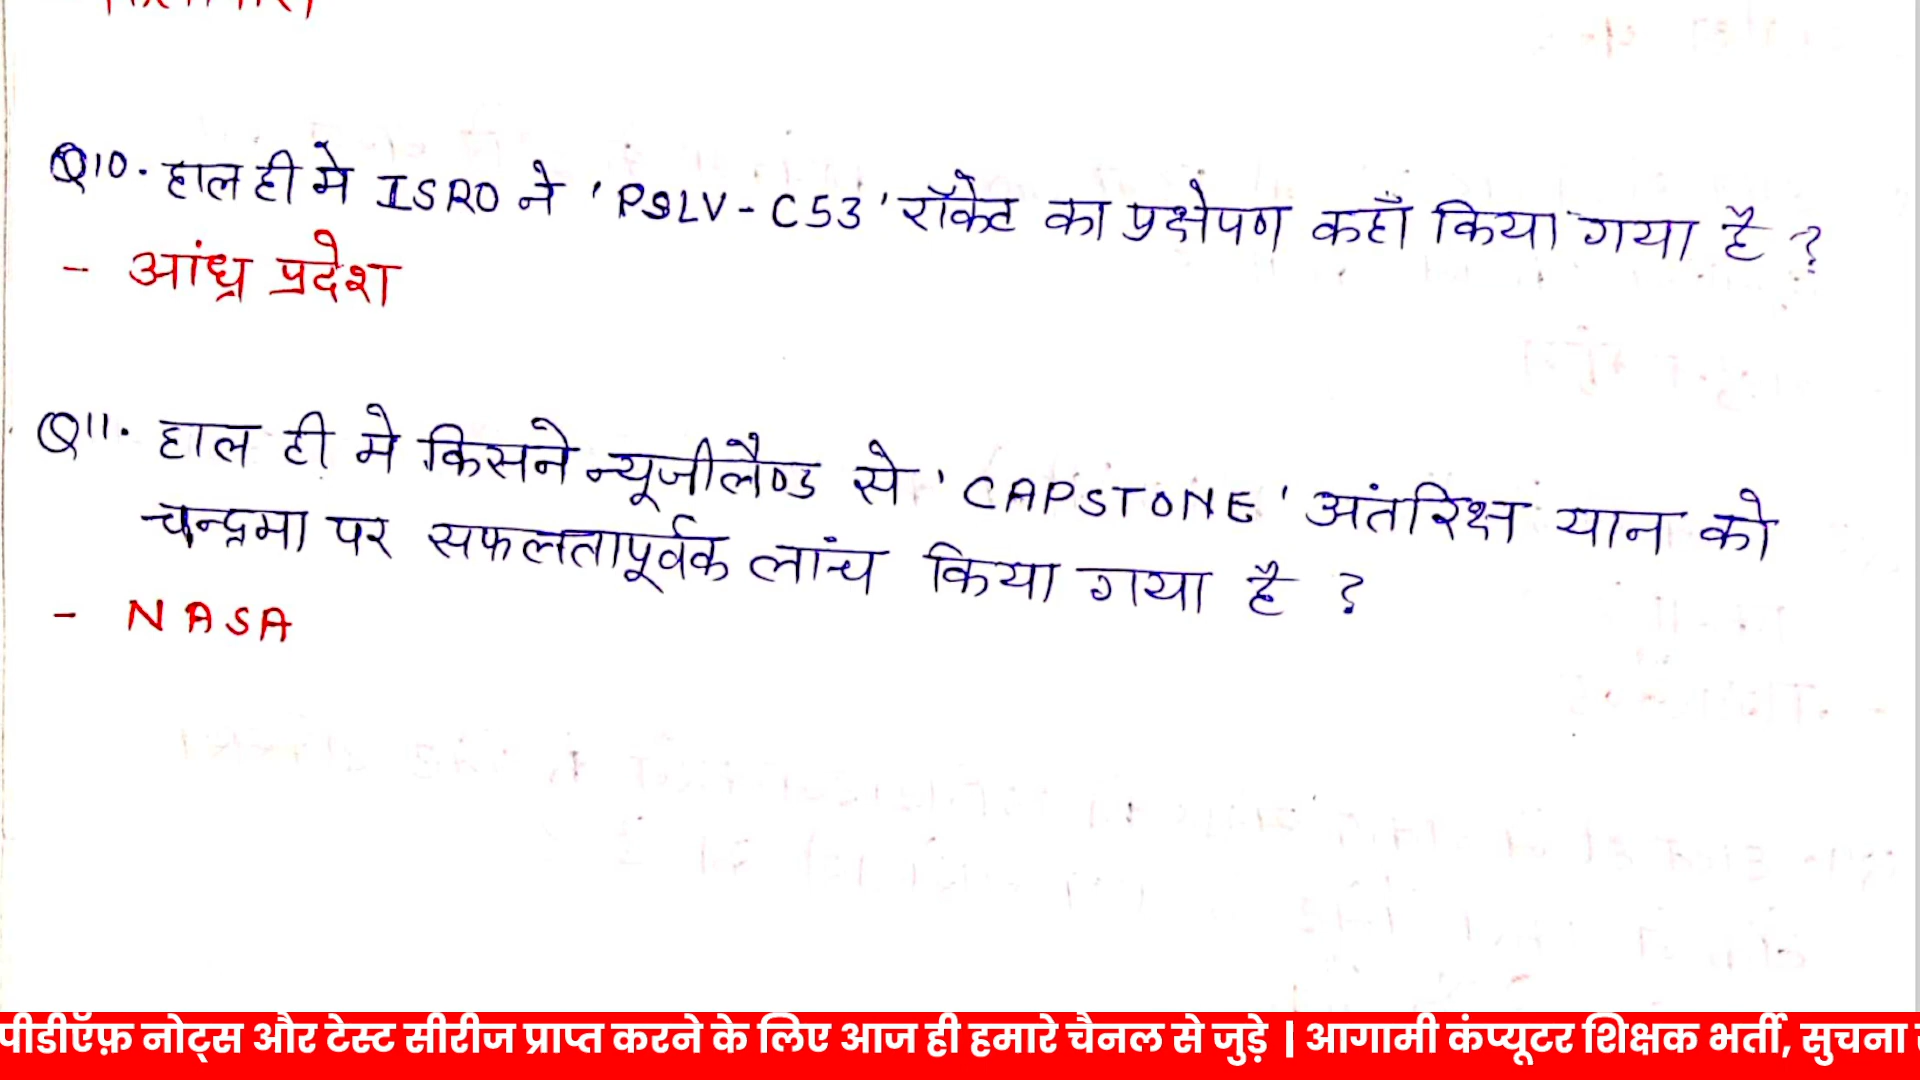 Q10. हाल ही मे ISRO ने 'PSLV-C53' रॉकेट का प्रक्षेपण कहाँ किया गया है ?
- आंध्र प्रदेश
Q11. हाल ही मे किसने न्यूजीलैण्ड से 'CAPSTONE' अंतरिक्ष यान को
चन्द्रमा पर सफलतापूर्वक लांच किया गया है ?
- NASA
पीडीऍफ़ नोट्स और टेस्ट सीरीज प्राप्त करने के लिए आज ही हमारे चैनल से जुड़े | आगामी कंप्यूटर शिक्षक भर्ती, सुचना